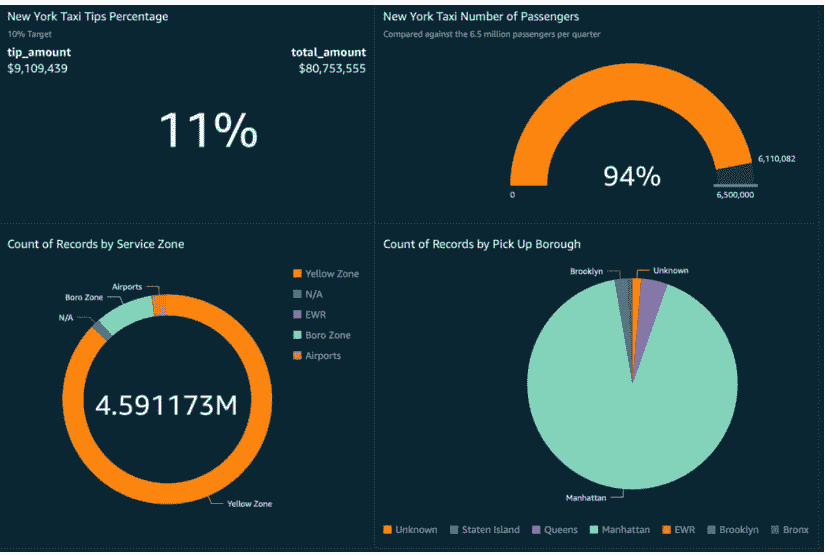 New York Taxi Tips Percentage
10% Target
tip_amount total_amount
$9,109,439 $80,753,555
11%
New York Taxi Number of Passengers
Compared against the 6.5 million passengers per quarter
6,110,082
94%
0 6,500,000
Count of Records by Service Zone
Airports
Boro Zone
N/A
4.591173M
Yellow Zone
Yellow Zone
N/A
EWR
Boro Zone
Airports
Count of Records by Pick Up Borough
Brooklyn Unknown
Manhattan
Unknown Staten Island Queens Manhattan EWR Brooklyn Bronx